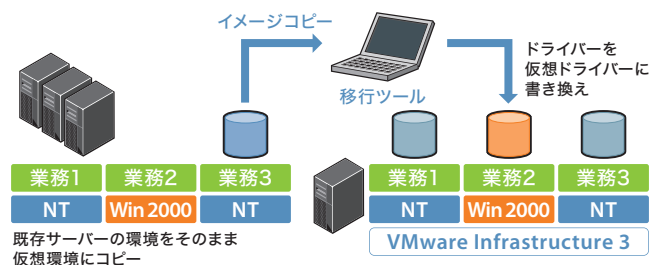 イメージコピー
移行ツール
ドライバーを
仮想ドライバーに
書き換え
業務1 業務2 業務3
NT Win 2000 NT
既存サーバーの環境をそのまま
仮想環境にコピー
業務1 業務2 業務3
NT Win 2000 NT
VMware Infrastructure 3